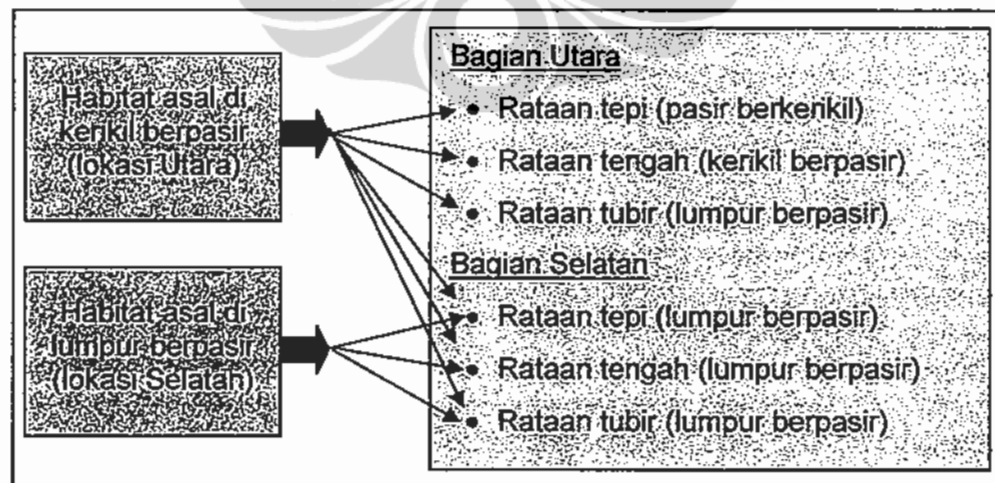 Habitat asal di
kerikil berpasir
(lokasi Utara)
Habitat asal di
lumpur berpasir
(lokasi Selatan)
Bagian Utara
• Rataan tepi (pasir berkerikil)
• Rataan tengah (kerikil berpasir)
• Rataan tubir (lumpur berpasir)
Bagian Selatan
• Rataan tepi (lumpur berpasir)
• Rataan tengah (lumpur berpasir)
• Rataan tubir (lumpur berpasir)